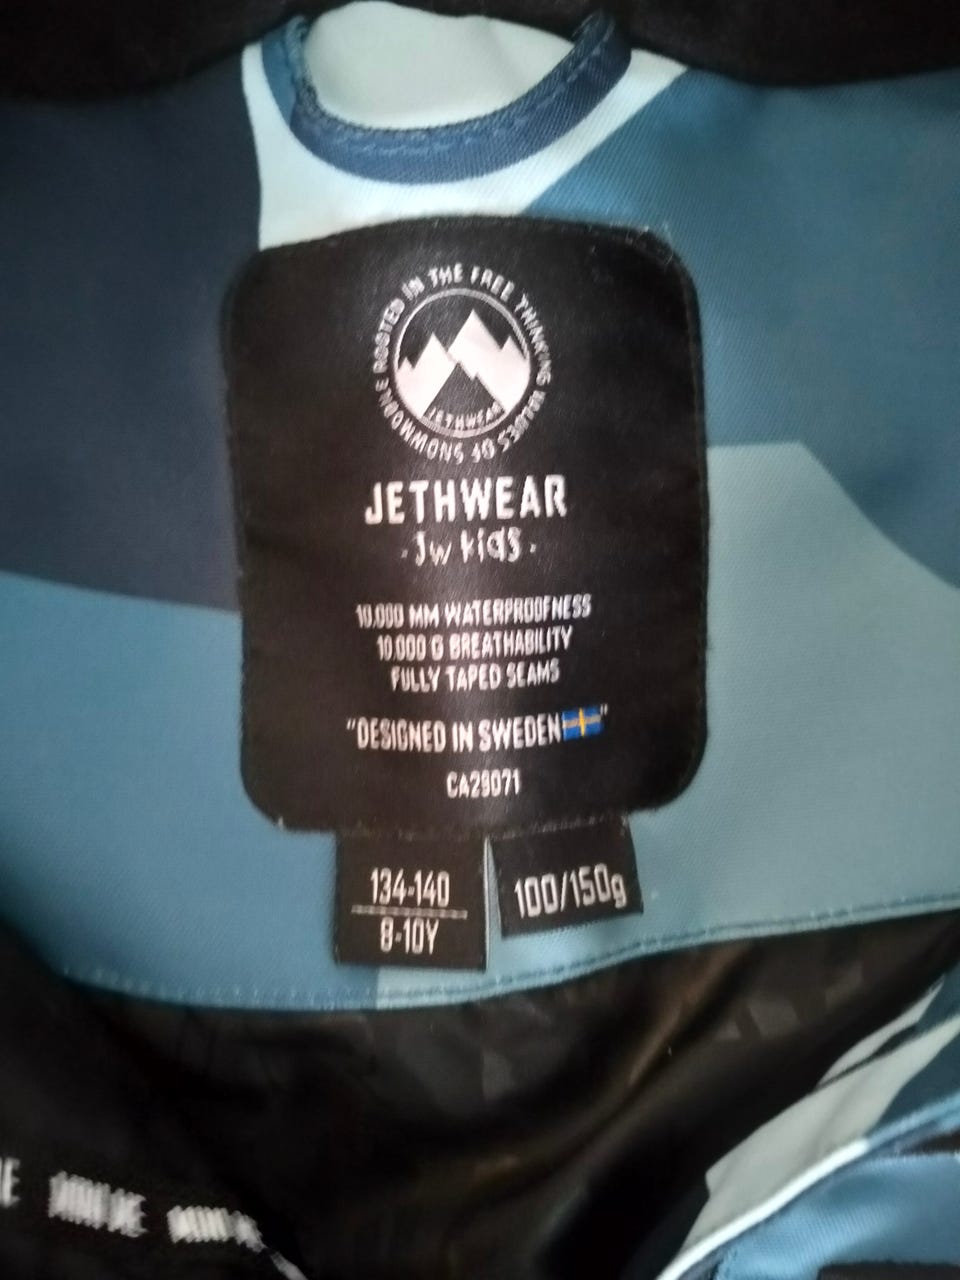 ROOTED IN THE FREE THINKING VALUES OF SNOWMOBILE
JETHWEAR
JETHWEAR
-Jw kids-
10.000 MM WATERPROOFNESS
10.000 G BREATHABILITY
FULLY TAPED SEAMS
"DESIGNED IN SWEDEN"
CA29071
134-140
8-10Y
100/150g